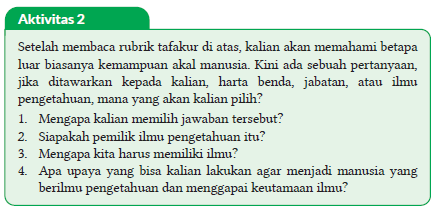 Aktivitas 2
Setelah membaca rubrik tafakur di atas, kalian akan memahami betapa
luar biasanya kemampuan akal manusia. Kini ada sebuah pertanyaan,
jika ditawarkan kepada kalian, harta benda, jabatan, atau ilmu
pengetahuan, mana yang akan kalian pilih?
1. Mengapa kalian memilih jawaban tersebut?
2. Siapakah pemilik ilmu pengetahuan itu?
3. Mengapa kita harus memiliki ilmu?
4. Apa upaya yang bisa kalian lakukan agar menjadi manusia yang
berilmu pengetahuan dan menggapai keutamaan ilmu?